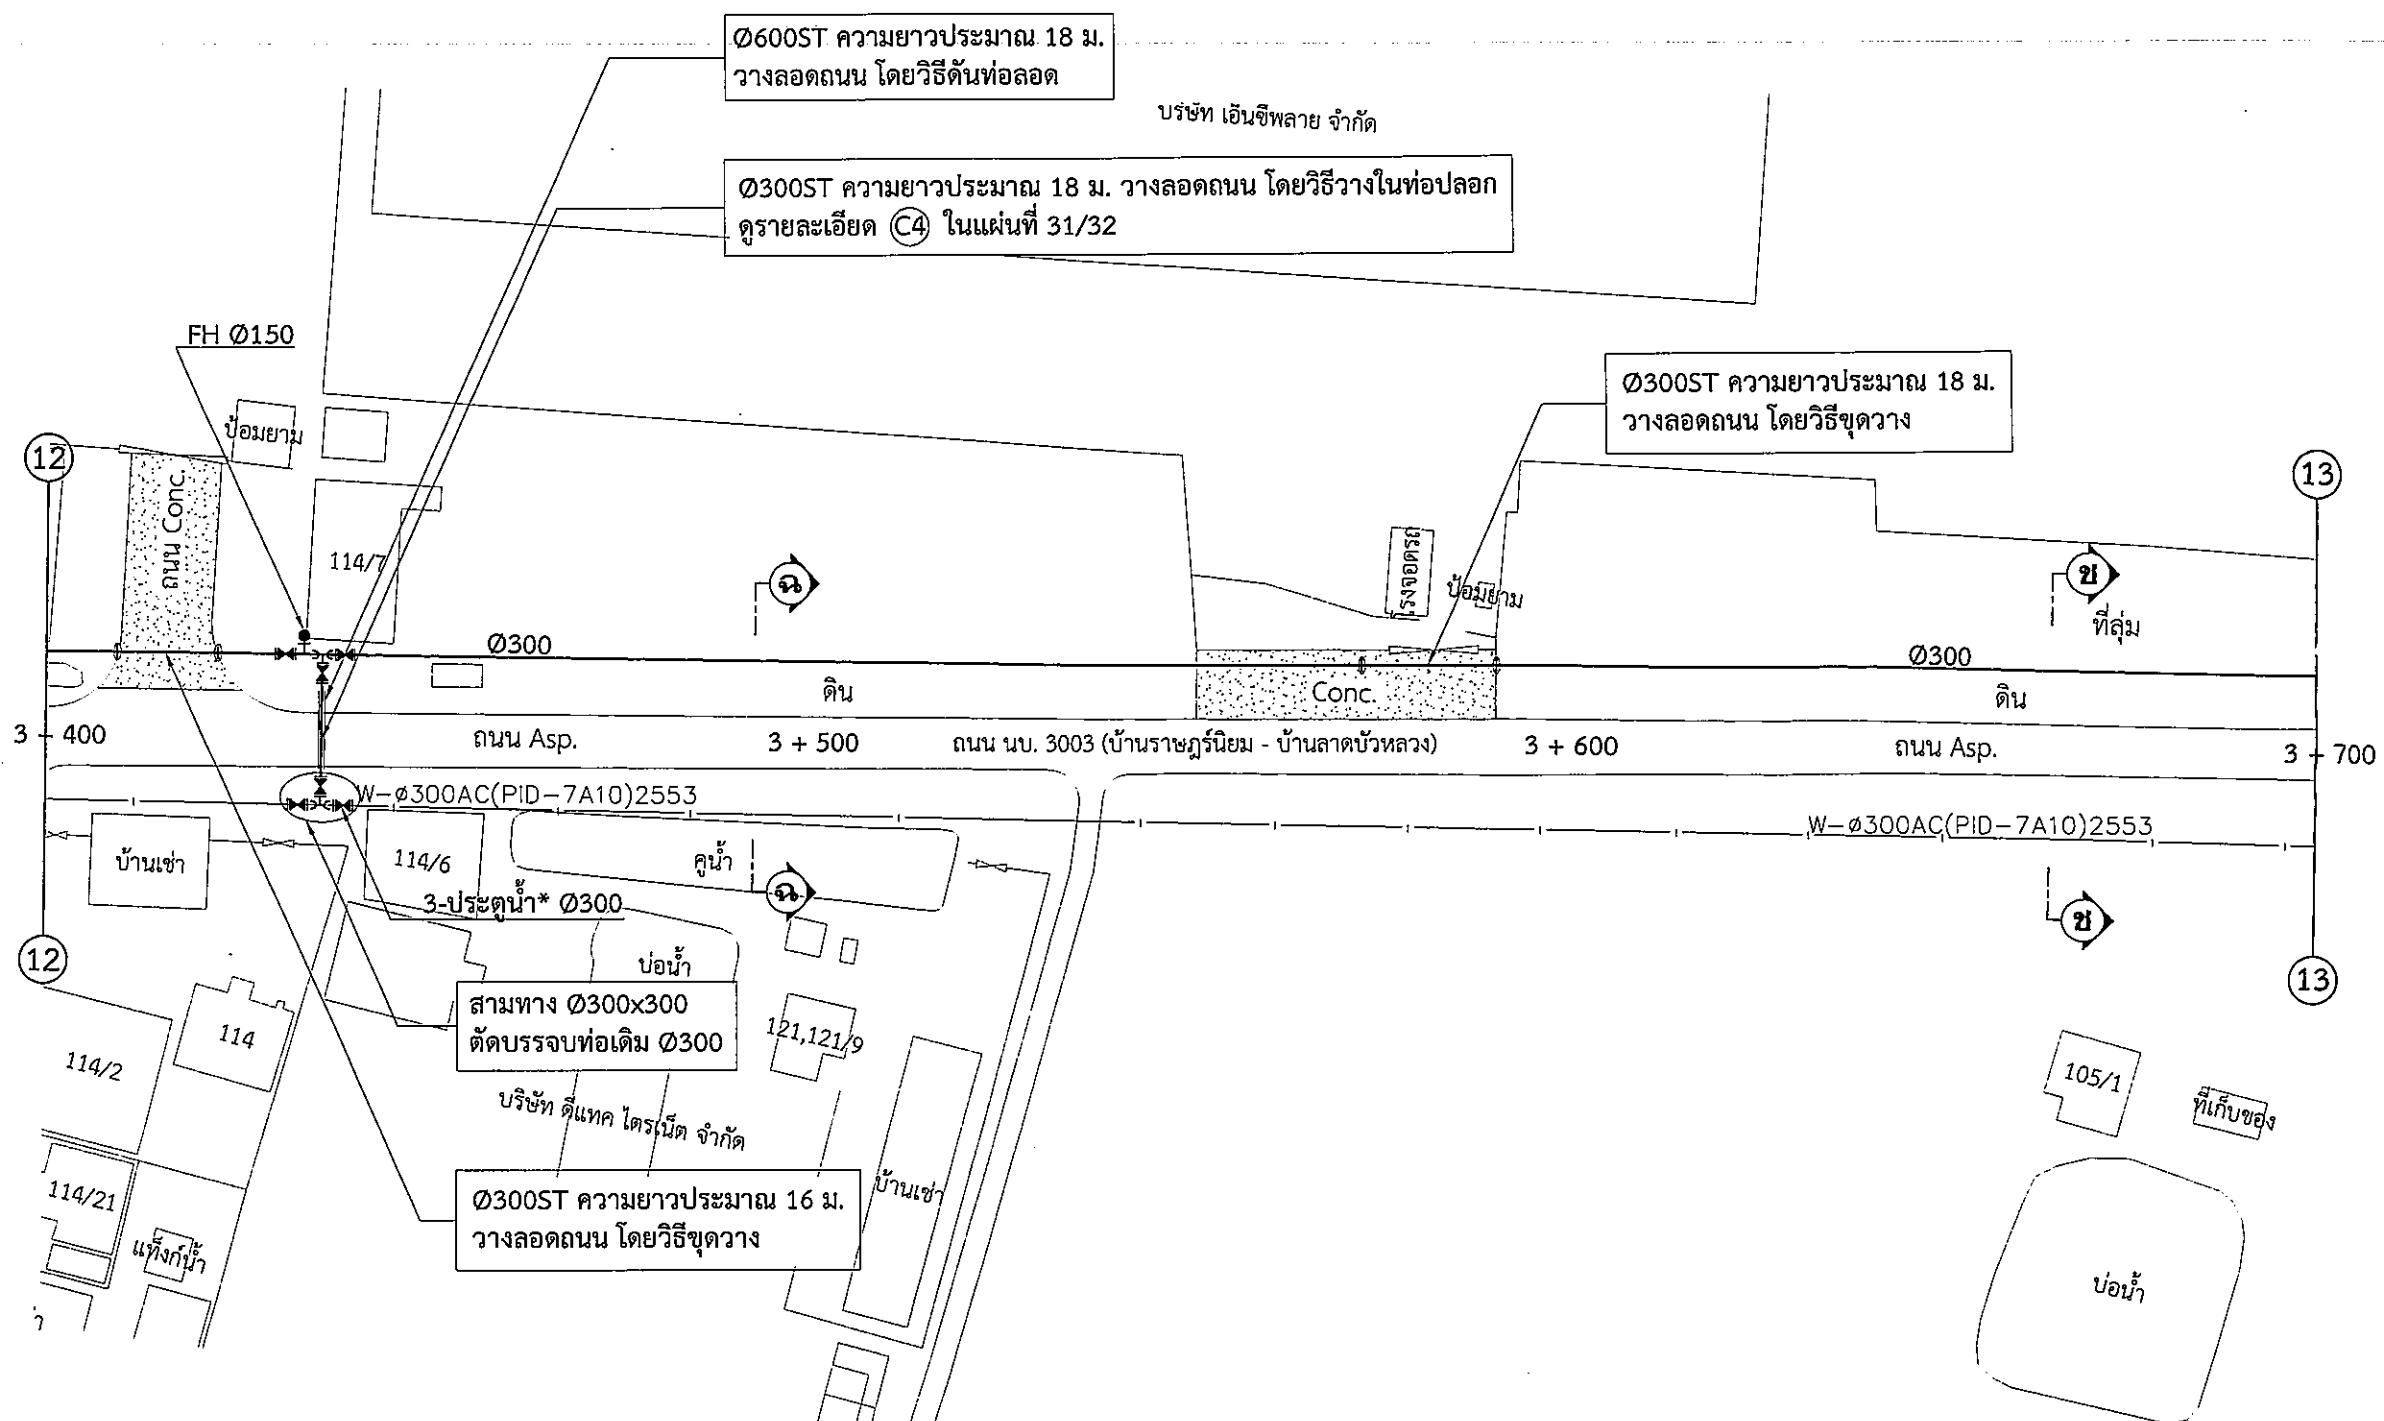 Ø600ST ความยาวประมาณ 18 ม.
วางลอดถนน โดยวิธีดันท่อลอด
บริษัท เอ็นซีพลาย จำกัด
Ø300ST ความยาวประมาณ 18 ม. วางลอดถนน โดยวิธีวางในท่อปลอก
ดูรายละเอียด C4 ในแผ่นที่ 31/32
FH Ø150
Ø300ST ความยาวประมาณ 18 ม.
วางลอดถนน โดยวิธีขุดวาง
ป้อมยาม
12
13
ถนน Conc.
114/7
ฉ
โรงจอดรถ
ป้อมยาม
ช
ที่ลุ่ม
Ø300
Ø300
ดิน
Conc.
ดิน
3 + 400
ถนน Asp.
3 + 500
ถนน นบ. 3003 (บ้านราษฎร์นิยม - บ้านลาดบัวหลวง)
3 + 600
ถนน Asp.
3 + 700
W-ø300AC(PID-7A10)2553
W-ø300AC(PID-7A10)2553
บ้านเช่า
114/6
คูน้ำ
ฉ
3-ประตูน้ำ* Ø300
ช
12
13
บ่อน้ำ
สามทาง Ø300x300
ตัดบรรจบท่อเดิม Ø300
114
121,121/9
114/2
105/1
ที่เก็บของ
บริษัท ดีแทค ไตรเน็ต จำกัด
114/21
บ้านเช่า
Ø300ST ความยาวประมาณ 16 ม.
วางลอดถนน โดยวิธีขุดวาง
แท็งก์น้ำ
บ่อน้ำ